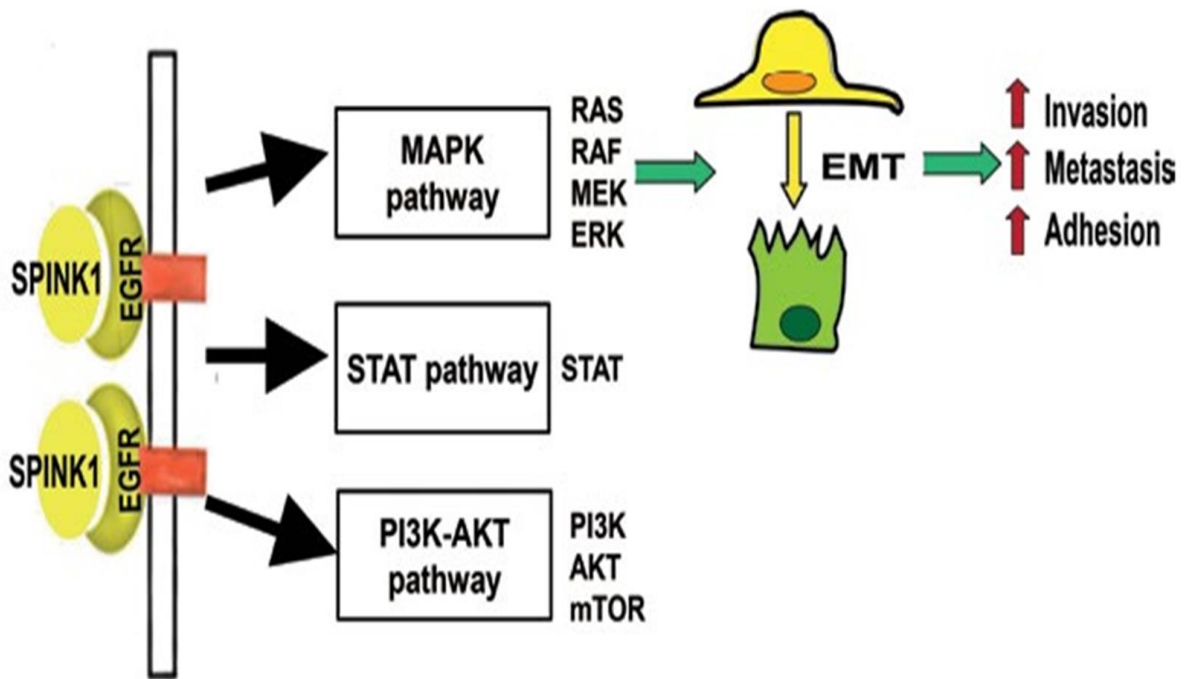 SPINK1
EGFR
SPINK1
EGFR
MAPK
pathway
RAS
RAF
MEK
ERK
STAT pathway
STAT
PI3K-AKT
pathway
PI3K
AKT
mTOR
EMT
Invasion
Metastasis
Adhesion